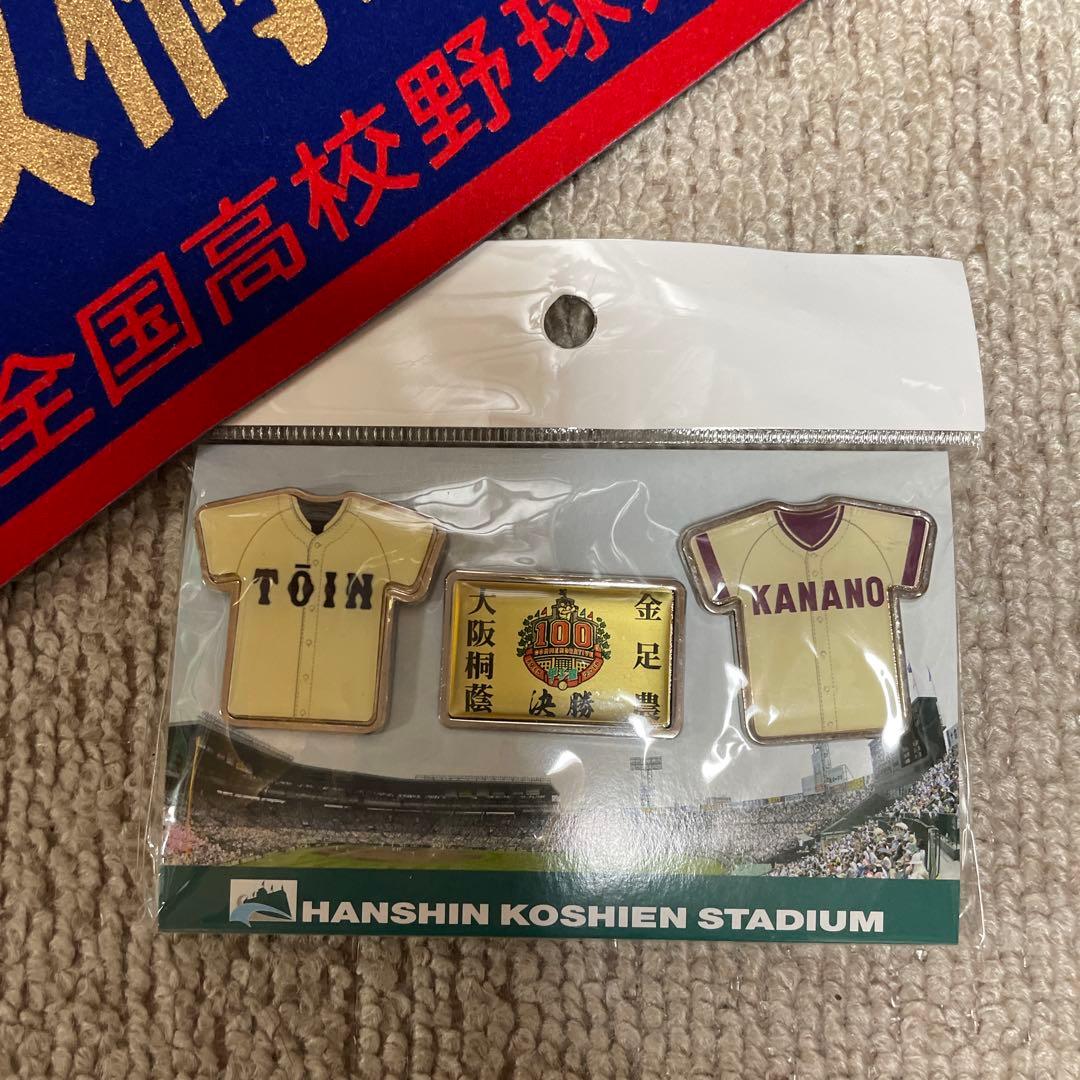 全国高校野球
TŌIN
大阪桐蔭
100
COMMEMORATIVE
決勝
金足農
KANANO
HANSHIN KOSHIEN STADIUM